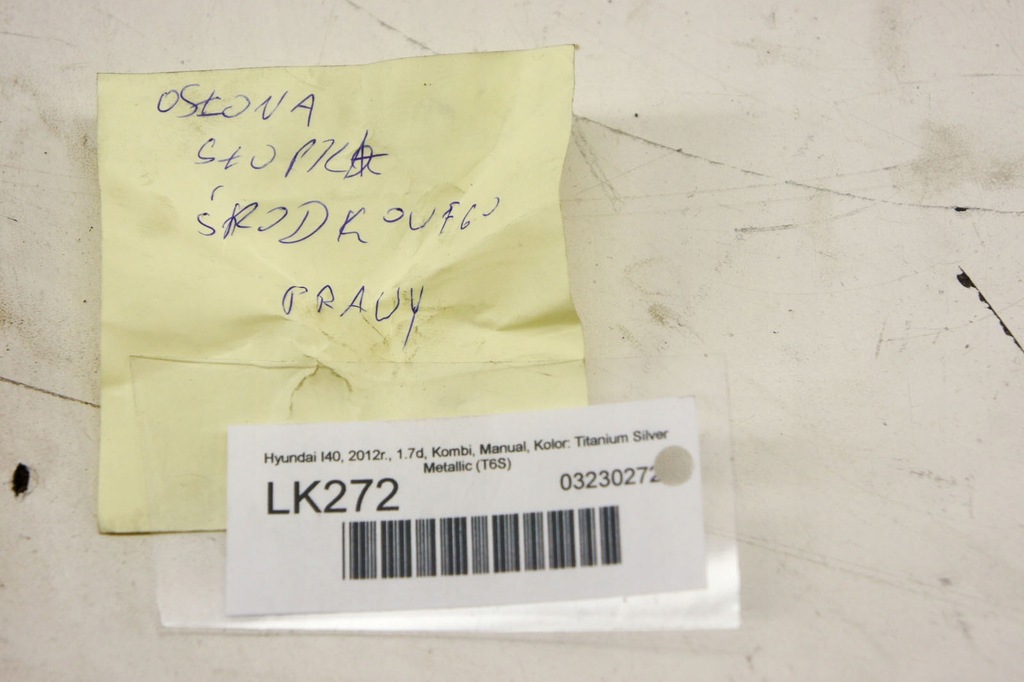 OSŁONA
SŁUPKA
ŚRODKOWEGO
PRAWY
Hyundai I40, 2012r., 1.7d, Kombi, Manual, Kolor: Titanium Silver
Metallic (T6S)
LK272
03230272